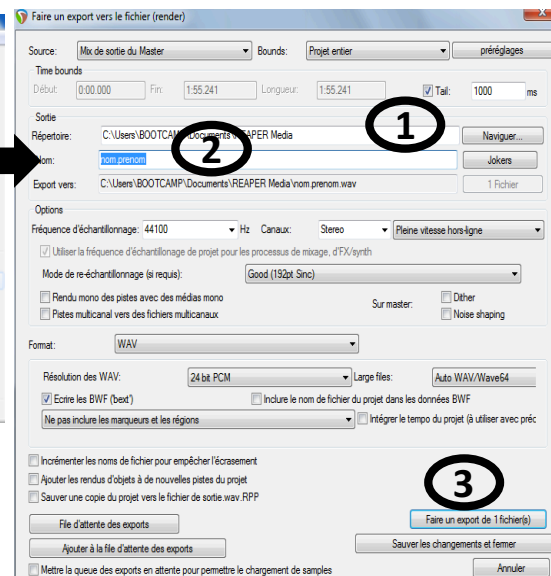 Faire un export vers le fichier (render)
Source: Mix de sortie du Master Bounds: Projet entier préréglages
Time bounds
Début: 0:00.000 Fin: 1:55.241 Longueur: 1:55.241 Tail: 1000 ms
Sortie
1
Répertoire: C:\Users\BOOTCAMP\Documents\REAPER Media Naviguer...
2
Nom: nom.prenom Jokers
Export vers: C:\Users\BOOTCAMP\Documents\REAPER Media\nom.prenom.wav 1 Fichier
Options
Fréquence d'échantillonnage: 44100 Hz Canaux: Stereo Pleine vitesse hors-ligne
Utiliser la fréquence d'échantillonage de projet pour les processus de mixage, d'FX/synth
Mode de re-échantillonnage (si requis): Good (192pt Sinc)
Rendu mono des pistes avec des médias mono Sur master: Dither
Pistes multicanal vers des fichiers multicanaux Noise shaping
Format: WAV
Résolution des WAV: 24 bit PCM Large files: Auto WAV/Wave64
Ecrire les BWF ('bext') Inclure le nom de fichier du projet dans les données BWF
Ne pas inclure les marqueurs et les régions Intégrer le tempo du projet (à utiliser avec préc
Incrémenter les noms de fichier pour empêcher l'écrasement
Ajouter les rendus d'objets à de nouvelles pistes du projet
3
Sauver une copie du projet vers le fichier de sortie.wav.RPP
File d'attente des exports Faire un export de 1 fichier(s)
Ajouter à la file d'attente des exports Sauver les changements et fermer
Mettre la queue des exports en attente pour permettre le chargement de samples Annuler